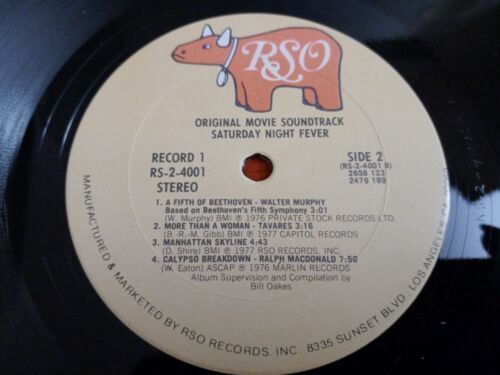 RSO
ORIGINAL MOVIE SOUNDTRACK
SATURDAY NIGHT FEVER
RECORD 1
RS-2-4001
STEREO
SIDE 2
(RS-2-4001 B)
2658 123
2479 199
1. A FIFTH OF BEETHOVEN - WALTER MURPHY
Based on Beethoven's Fifth Symphony 3:01
(W. Murphy) BMI ℗ 1976 PRIVATE STOCK RECORDS LTD.
2. MORE THAN A WOMAN - TAVARES 3:16
(B.-R.-M. Gibb) BMI ℗ 1977 CAPITOL RECORDS
3. MANHATTAN SKYLINE 4:43
(D. Shire) BMI ℗ 1977 RSO RECORDS, INC.
4. CALYPSO BREAKDOWN - RALPH MACDONALD 7:50
(W. Eaton) ASCAP ℗ 1976 MARLIN RECORDS
Album Supervision and Compilation by
Bill Oakes
MANUFACTURED & MARKETED BY RSO RECORDS, INC. 8335 SUNSET BLVD., LOS ANGELES,